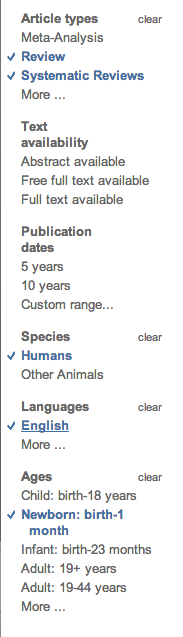 Article types clear
Meta-Analysis
Review
Systematic Reviews
More ...
Text
availability
Abstract available
Free full text available
Full text available
Publication
dates
5 years
10 years
Custom range...
Species clear
Humans
Other Animals
Languages clear
English
More ...
Ages clear
Child: birth-18 years
Newborn: birth-1
month
Infant: birth-23 months
Adult: 19+ years
Adult: 19-44 years
More ...